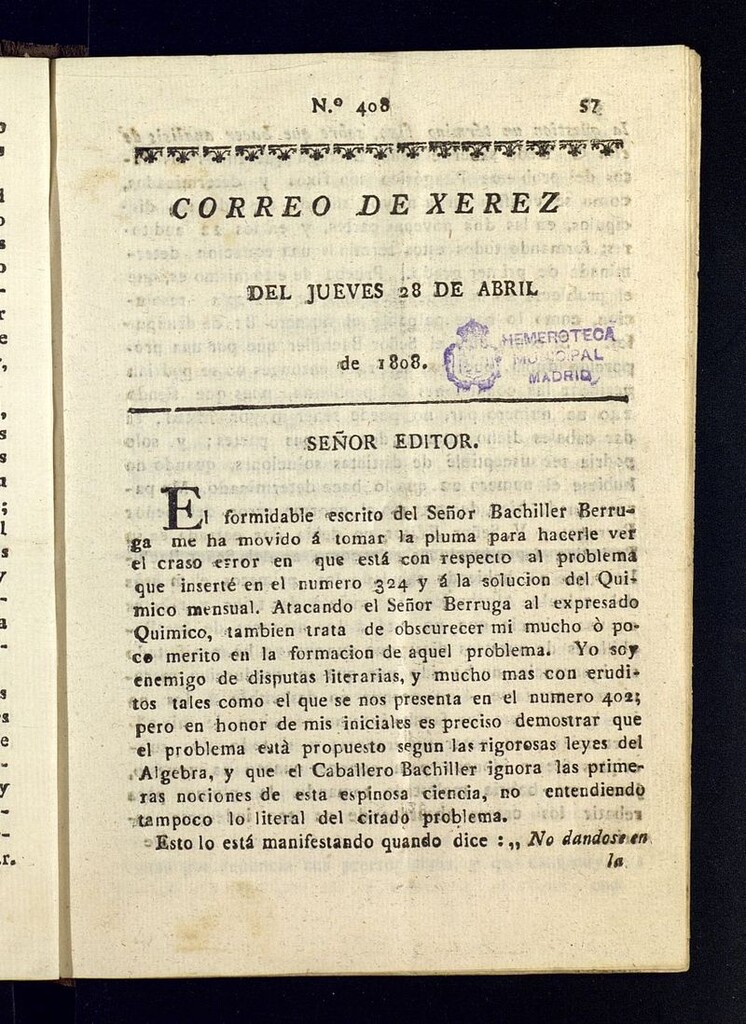 N.º 408
57
CORREO DE XEREZ
DEL JUEVES 28 DE ABRIL
de 1808.
HEMEROTECA
MUNICIPAL
MADRID
SEÑOR EDITOR.
El formidable escrito del Señor Bachiller Berru-
ga me ha movido á tomar la pluma para hacerle ver
el craso error en que está con respecto al problema
que inserté en el numero 324 y á la solucion del Qui-
mico mensual. Atacando el Señor Berruga al expresado
Quimico, tambien trata de obscurecer mi mucho ò po-
co merito en la formacion de aquel problema. Yo soy
enemigo de disputas literarias, y mucho mas con erudi-
tos tales como el que se nos presenta en el numero 402;
pero en honor de mis iniciales es preciso demostrar que
el problema està propuesto segun las rigorosas leyes del
Algebra, y que el Caballero Bachiller ignora las prime-
ras nociones de esta espinosa ciencia, no entendiendo
tampoco lo literal del citado problema.
Esto lo está manifestando quando dice : „ No dandose en
la